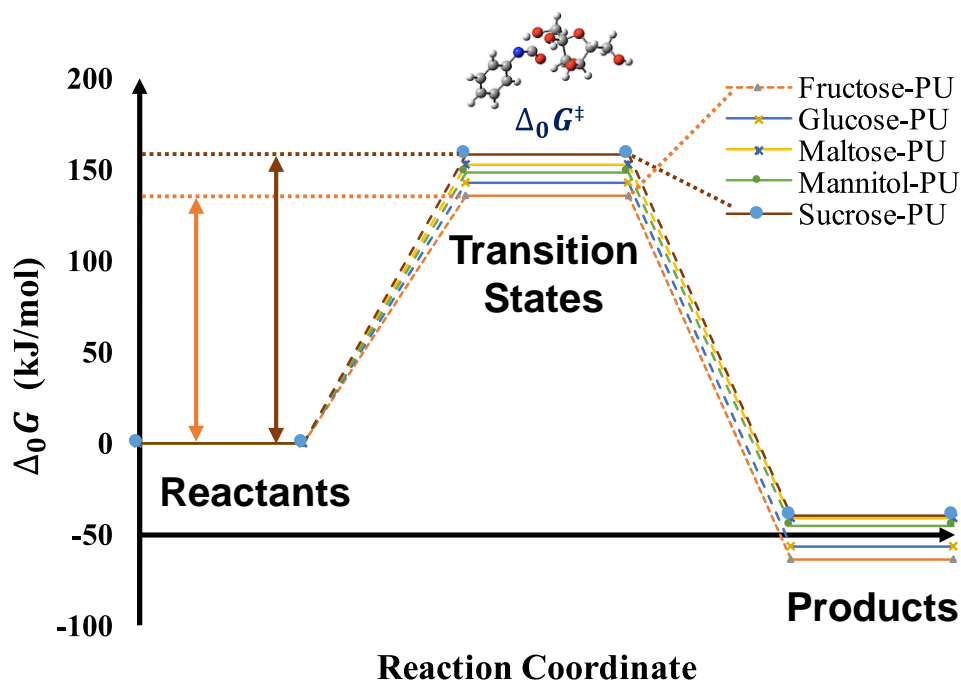 Δ₀G‡
200
150
100
50
0
-50
-100
Δ₀G (kJ/mol)
Fructose-PU
Glucose-PU
Maltose-PU
Mannitol-PU
Sucrose-PU
Transition
States
Reactants
Products
Reaction Coordinate